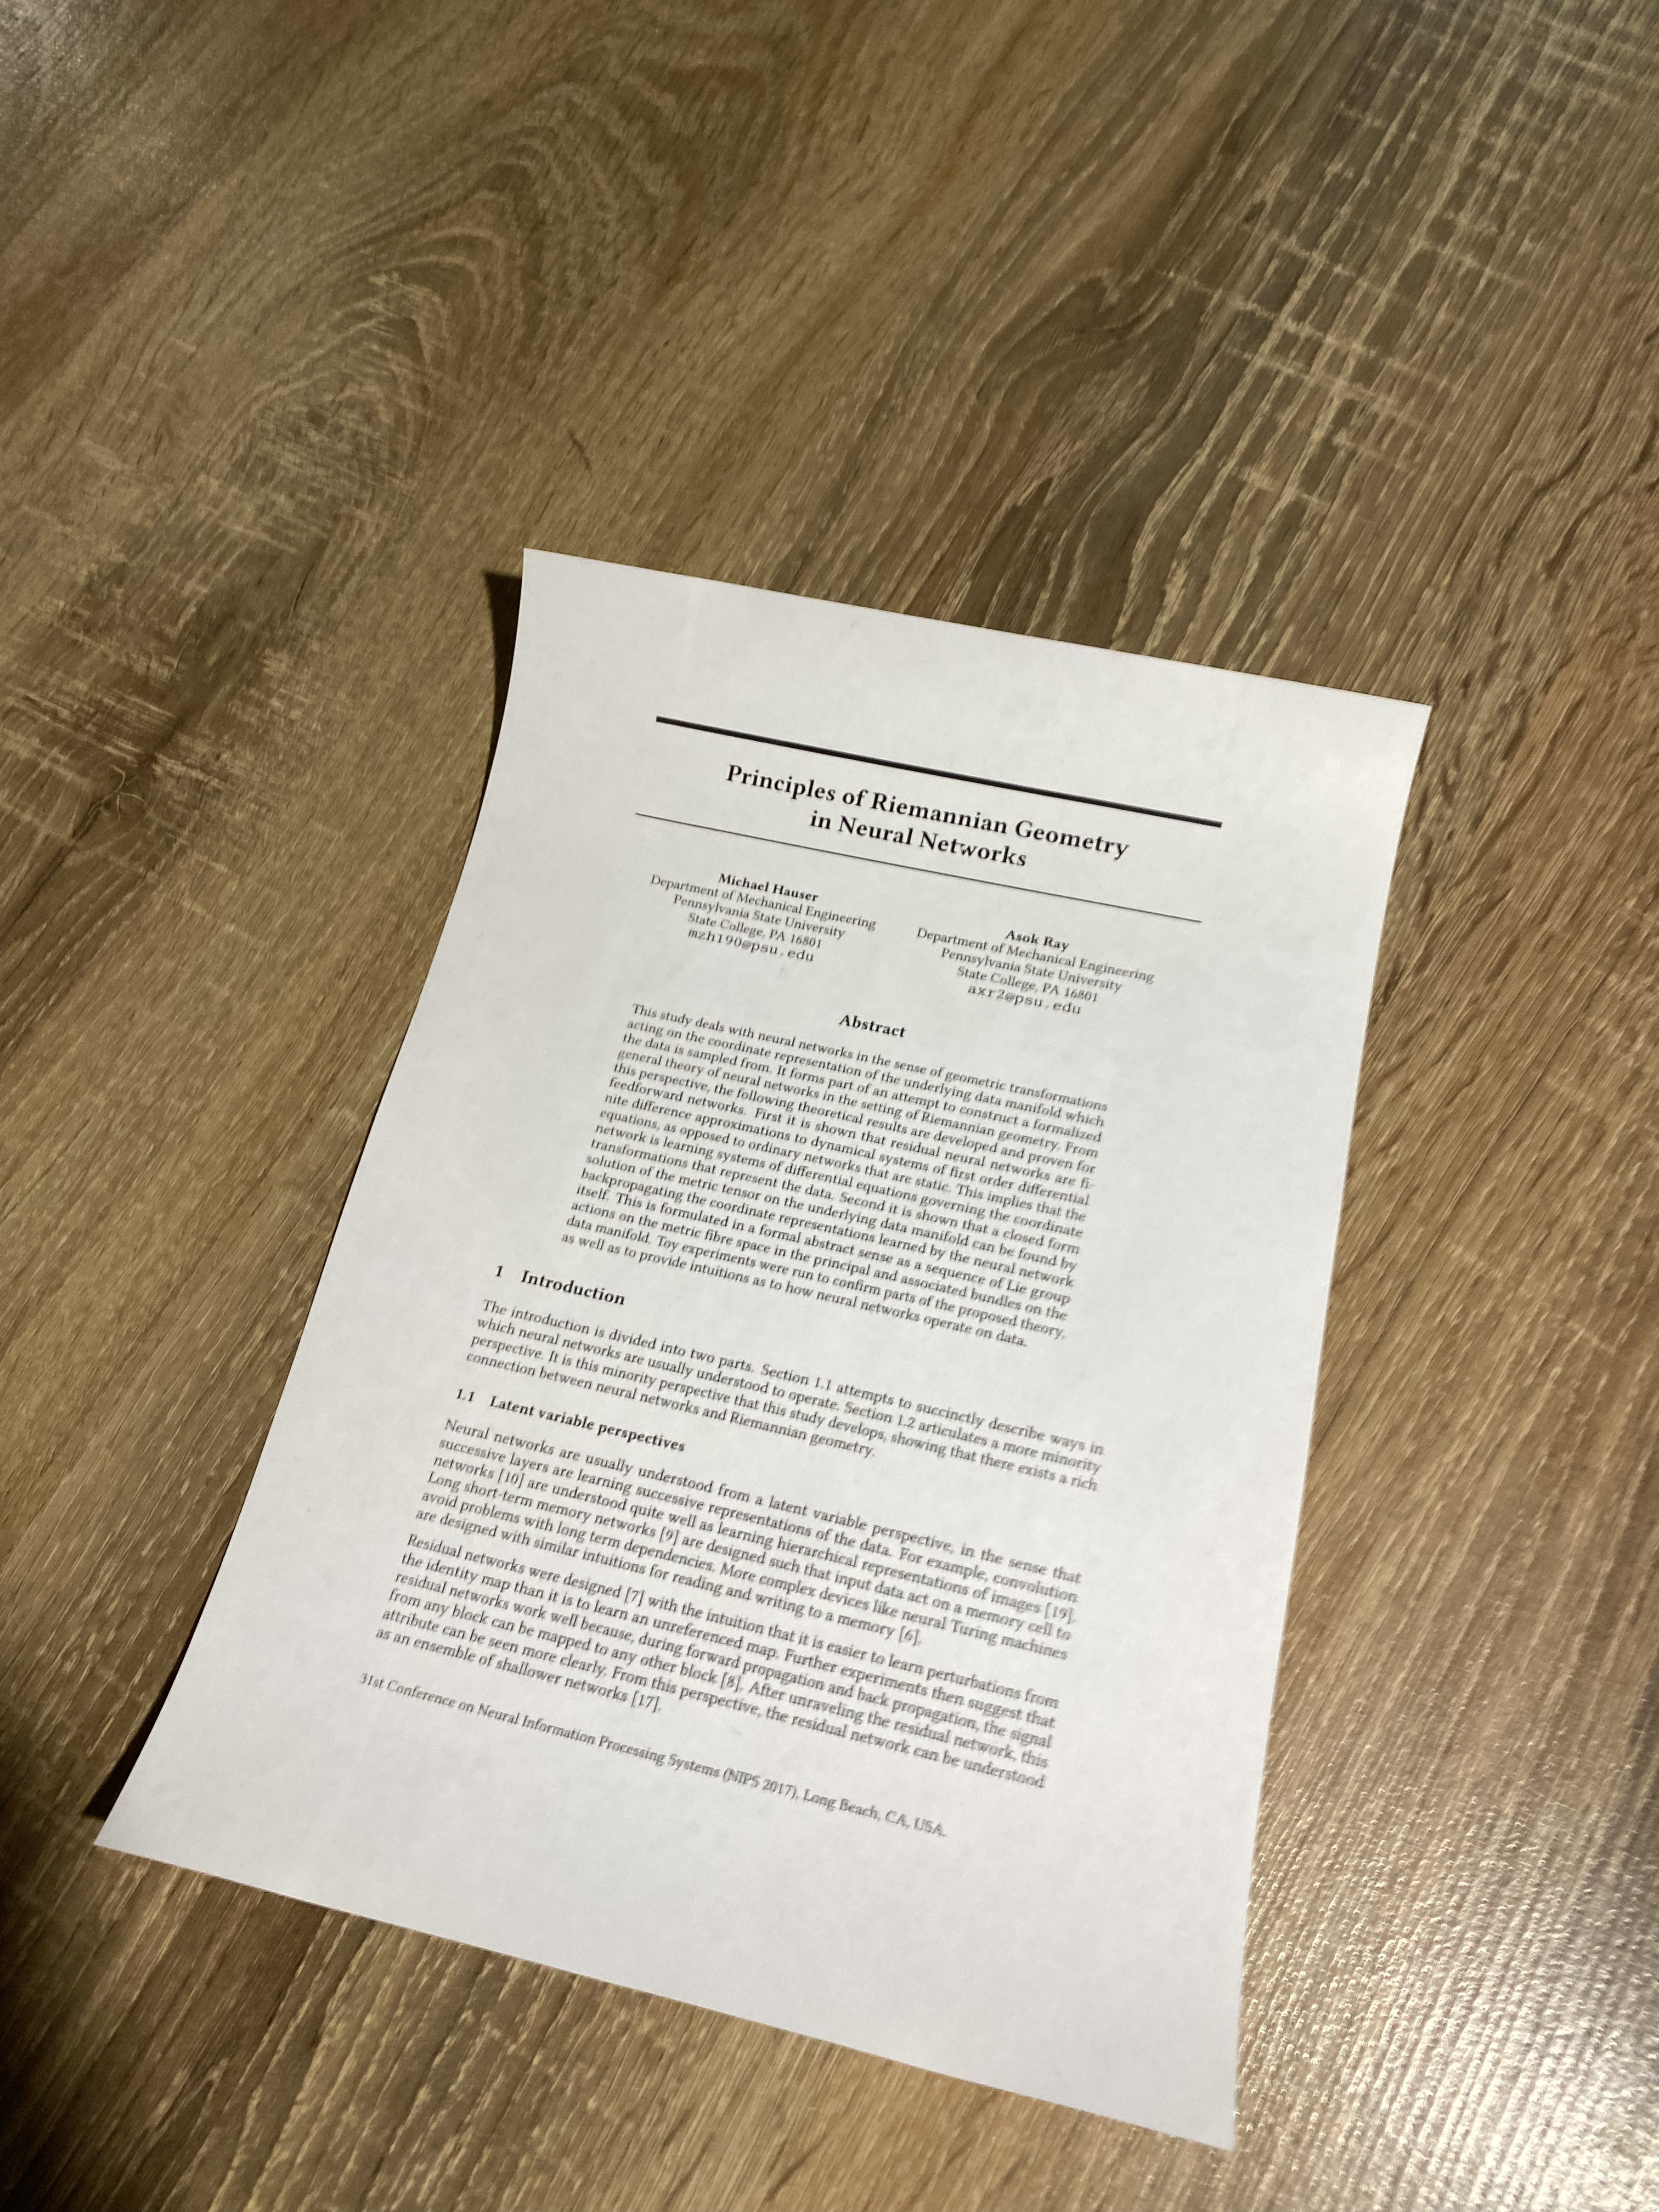 Principles of Riemannian Geometry
in Neural Networks
Michael Hauser
Department of Mechanical Engineering
Pennsylvania State University
State College, PA 16801
mzh190@psu.edu
Asok Ray
Department of Mechanical Engineering
Pennsylvania State University
State College, PA 16801
axr2@psu.edu
Abstract
This study deals with neural networks in the sense of geometric transformations
acting on the coordinate representation of the underlying data manifold which
the data is sampled from. It forms part of an attempt to construct a formalized
general theory of neural networks in the setting of Riemannian geometry. From
this perspective, the following theoretical results are developed and proven for
feedforward networks. First it is shown that residual neural networks are fi-
nite difference approximations to dynamical systems of first order differential
equations, as opposed to ordinary networks that are static. This implies that the
network is learning systems of differential equations governing the coordinate
transformations that represent the data. Second it is shown that a closed form
solution of the metric tensor on the underlying data manifold can be found by
backpropagating the coordinate representations learned by the neural network
itself. This is formulated in a formal abstract sense as a sequence of Lie group
actions on the metric fibre space in the principal and associated bundles on the
data manifold. Toy experiments were run to confirm parts of the proposed theory,
as well as to provide intuitions as to how neural networks operate on data.
1 Introduction
The introduction is divided into two parts. Section 1.1 attempts to succinctly describe ways in
which neural networks are usually understood to operate. Section 1.2 articulates a more minority
perspective. It is this minority perspective that this study develops, showing that there exists a rich
connection between neural networks and Riemannian geometry.
1.1 Latent variable perspectives
Neural networks are usually understood from a latent variable perspective, in the sense that
successive layers are learning successive representations of the data. For example, convolution
networks [10] are understood quite well as learning hierarchical representations of images [19].
Long short-term memory networks [9] are designed such that input data act on a memory cell to
avoid problems with long term dependencies. More complex devices like neural Turing machines
are designed with similar intuitions for reading and writing to a memory [6].
Residual networks were designed [7] with the intuition that it is easier to learn perturbations from
the identity map than it is to learn an unreferenced map. Further experiments then suggest that
residual networks work well because, during forward propagation and back propagation, the signal
from any block can be mapped to any other block [8]. After unraveling the residual network, this
attribute can be seen more clearly. From this perspective, the residual network can be understood
as an ensemble of shallower networks [17].
31st Conference on Neural Information Processing Systems (NIPS 2017), Long Beach, CA, USA.